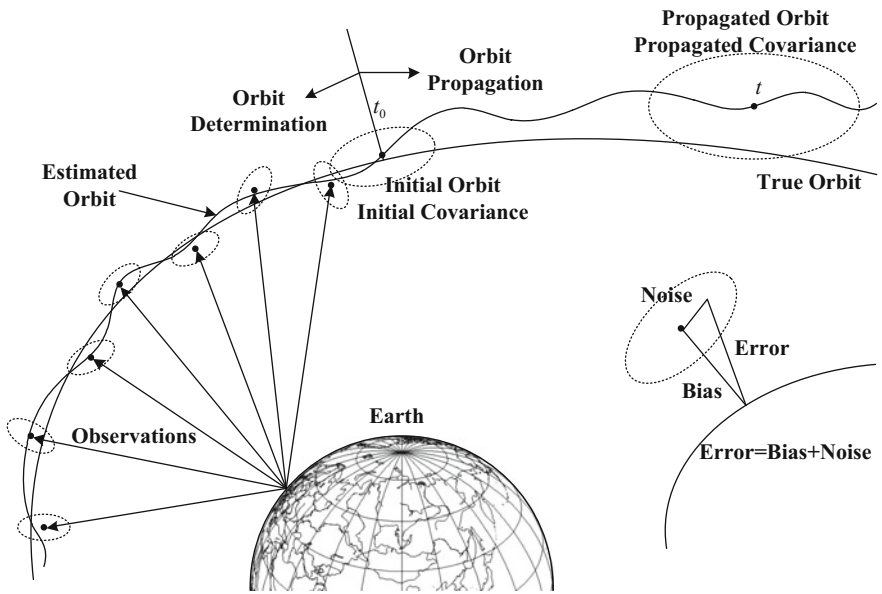 Propagated Orbit
Propagated Covariance
t
Orbit
Propagation
Orbit
Determination
t₀
Estimated
Orbit
Initial Orbit
Initial Covariance
True Orbit
Noise
Error
Bias
Earth
Observations
Error=Bias+Noise